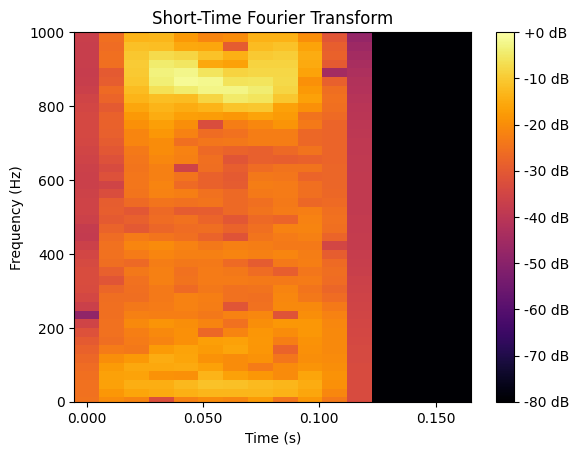 Short-Time Fourier Transform
1000
800
600
400
200
0
Frequency (Hz)
0.000
0.050
0.100
0.150
Time (s)
+0 dB
-10 dB
-20 dB
-30 dB
-40 dB
-50 dB
-60 dB
-70 dB
-80 dB